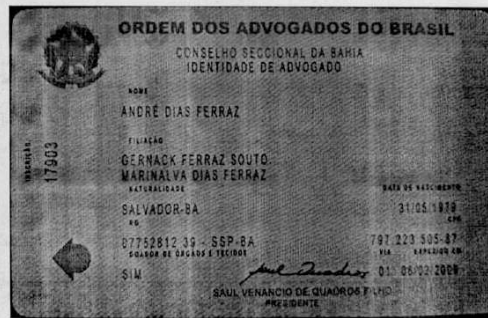 ORDEM DOS ADVOGADOS DO BRASIL
CONSELHO SECCIONAL DA BAHIA
IDENTIDADE DE ADVOGADO
NOME
ANDRÉ DIAS FERRAZ
FILIAÇÃO
GERNACK FERRAZ SOUTO
MARINALVA DIAS FERRAZ
NATURALIDADE DATA DE NASCIMENTO
SALVADOR-BA 31/05/1979
RG CPF
07752812 39 - SSP-BA 797.223.505-87
DOADOR DE ÓRGÃOS E TECIDOS VIA EXPEDIDO EM
SIM 01 06/02/2009
SAUL VENANCIO DE QUADROS FILHO
PRESIDENTE
INSCRIÇÃO
17903